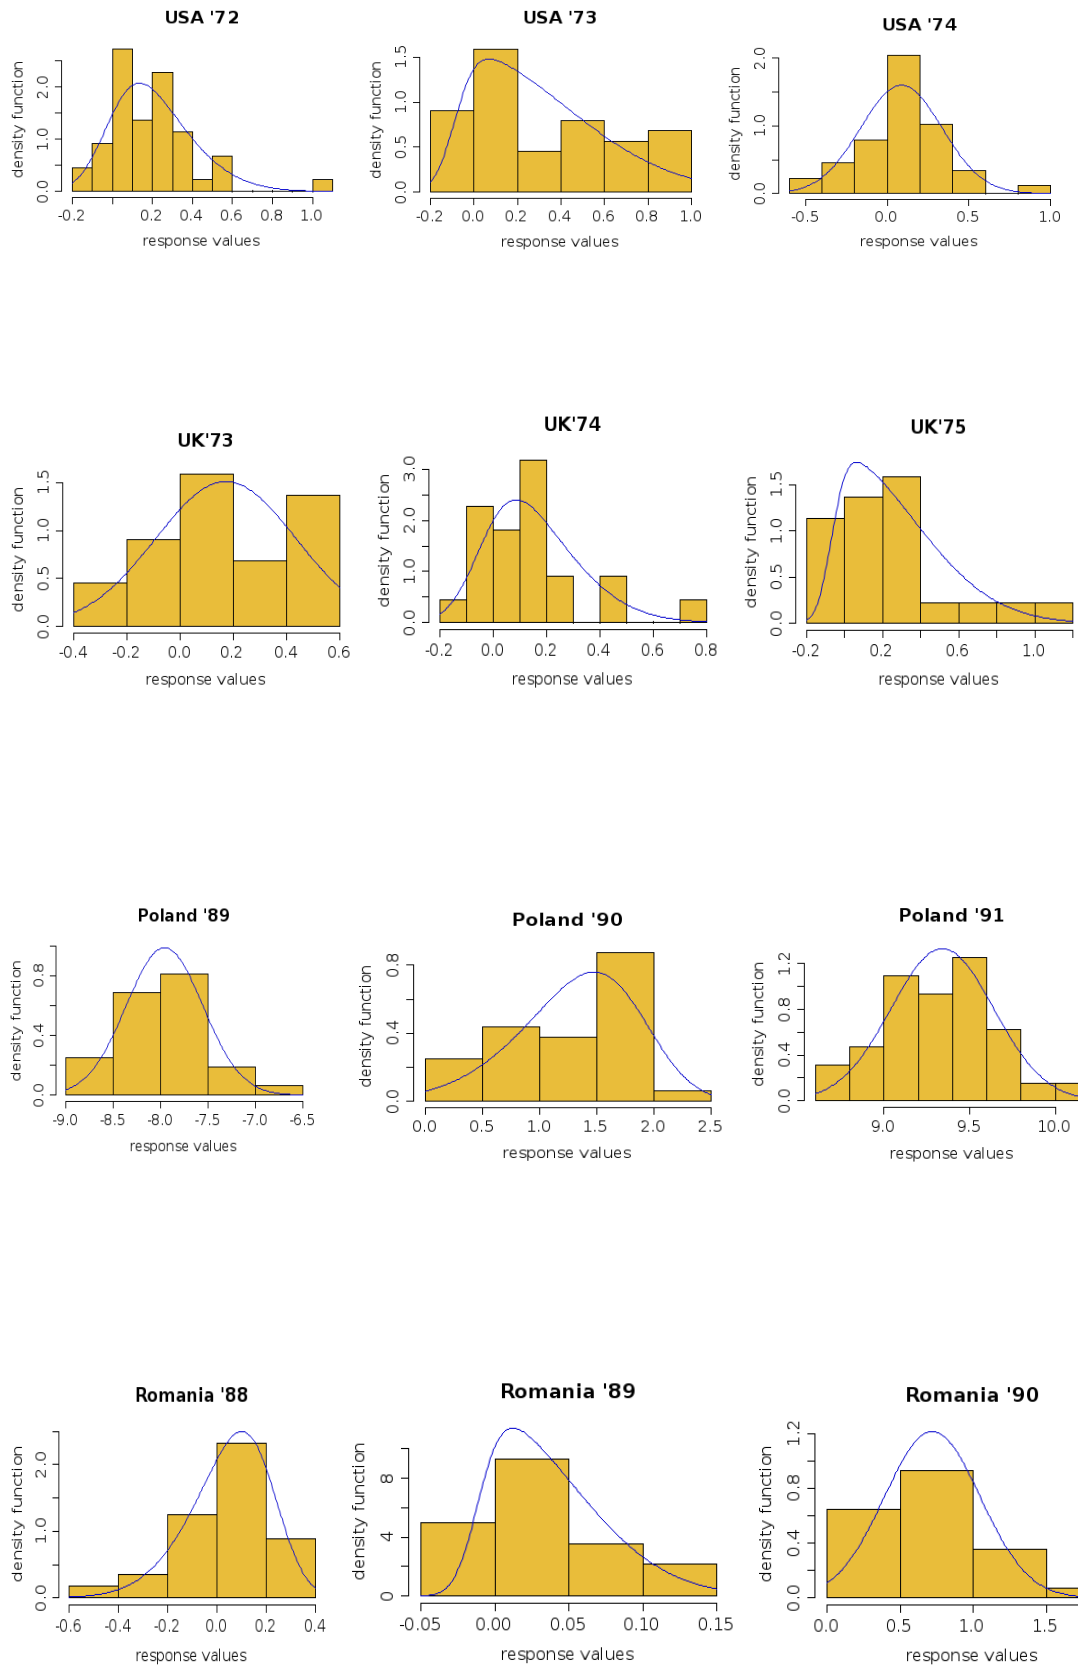 USA '72
USA '73
USA '74
density function
0.0 1.0 2.0
-0.2 0.2 0.6 1.0
response values
density function
0.0 0.5 1.0 1.5
-0.2 0.0 0.2 0.4 0.6 0.8 1.0
response values
density function
0.0 1.0 2.0
-0.5 0.0 0.5 1.0
response values
UK'73
UK'74
UK'75
density function
0.0 0.5 1.0 1.5
-0.4 -0.2 0.0 0.2 0.4 0.6
response values
density function
0.0 1.0 2.0 3.0
-0.2 0.0 0.2 0.4 0.6 0.8
response values
density function
0.0 0.5 1.0 1.5
-0.2 0.2 0.6 1.0
response values
Poland '89
Poland '90
Poland '91
density function
0.0 0.4 0.8
-9.0 -8.5 -8.0 -7.5 -7.0 -6.5
response values
density function
0.0 0.4 0.8
0.0 0.5 1.0 1.5 2.0 2.5
response values
density function
0.0 0.4 0.8 1.2
9.0 9.5 10.0
response values
Romania '88
Romania '89
Romania '90
density function
0.0 1.0 2.0
-0.6 -0.4 -0.2 0.0 0.2 0.4
response values
density function
0 4 8
-0.05 0.00 0.05 0.10 0.15
response values
density function
0.0 0.4 0.8 1.2
0.0 0.5 1.0 1.5
response values